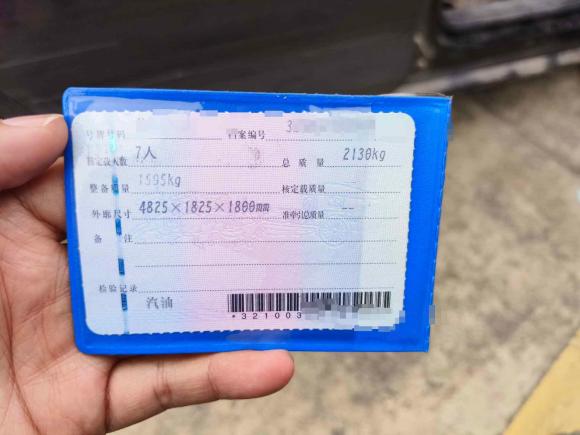 号牌号码 档案编号 3
核定载人数 7人 总质量 2130kg
整备质量 1595kg 核定载质量
外廓尺寸 4825×1825×1800mm 准牵引总质量 --
备注
检验记录
汽油
*321003